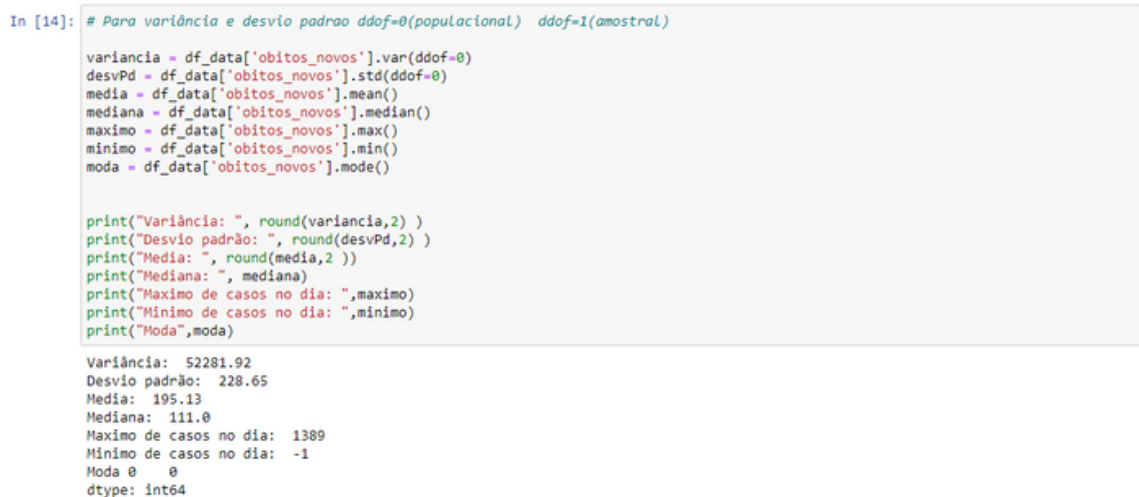 In [14]: # Para variância e desvio padrao ddof=0(populacional)  ddof=1(amostral)
variancia = df_data['obitos_novos'].var(ddof=0)
desvPd = df_data['obitos_novos'].std(ddof=0)
media = df_data['obitos_novos'].mean()
mediana = df_data['obitos_novos'].median()
maximo = df_data['obitos_novos'].max()
minimo = df_data['obitos_novos'].min()
moda = df_data['obitos_novos'].mode()
print("Variância: ", round(variancia,2) )
print("Desvio padrão: ", round(desvPd,2) )
print("Media: ", round(media,2 ))
print("Mediana: ", mediana)
print("Maximo de casos no dia: ",maximo)
print("Minimo de casos no dia: ",minimo)
print("Moda",moda)
Variância:  52281.92
Desvio padrão:  228.65
Media:  195.13
Mediana:  111.0
Maximo de casos no dia:  1389
Minimo de casos no dia:  -1
Moda 0    0
dtype: int64